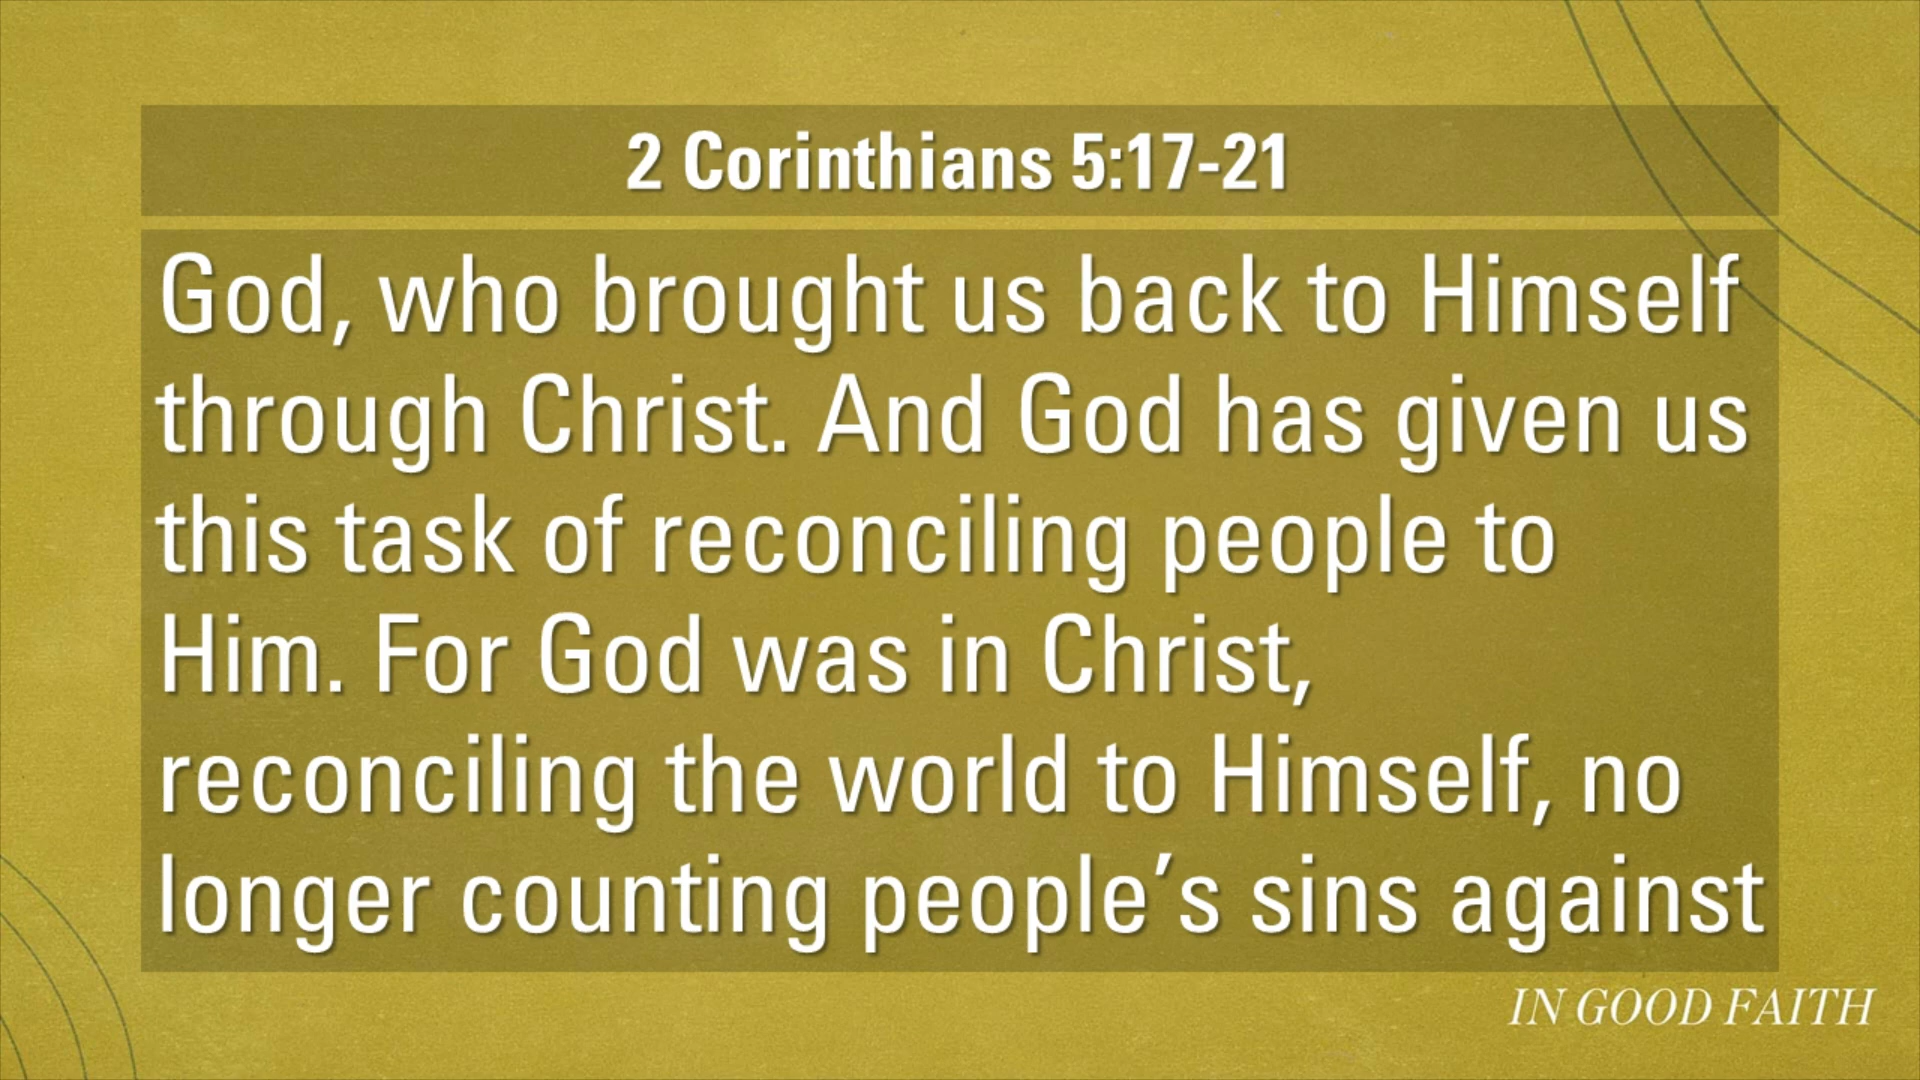 2 Corinthians 5:17-21
God, who brought us back to Himself
through Christ. And God has given us
this task of reconciling people to
Him. For God was in Christ,
reconciling the world to Himself, no
longer counting people’s sins against
IN GOOD FAITH